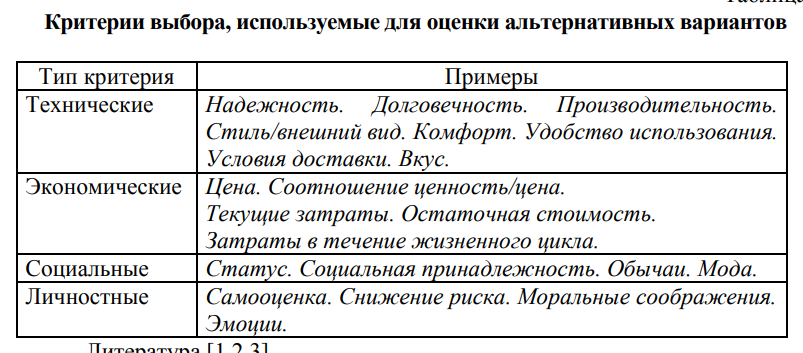 Таблица
Критерии выбора, используемые для оценки альтернативных вариантов
Тип критерия Примеры
Технические Надежность. Долговечность. Производительность.
Стиль/внешний вид. Комфорт. Удобство использования.
Условия доставки. Вкус.
Экономические Цена. Соотношение ценность/цена.
Текущие затраты. Остаточная стоимость.
Затраты в течение жизненного цикла.
Социальные Статус. Социальная принадлежность. Обычаи. Мода.
Личностные Самооценка. Снижение риска. Моральные соображения.
Эмоции.
Литература [1,2,3]